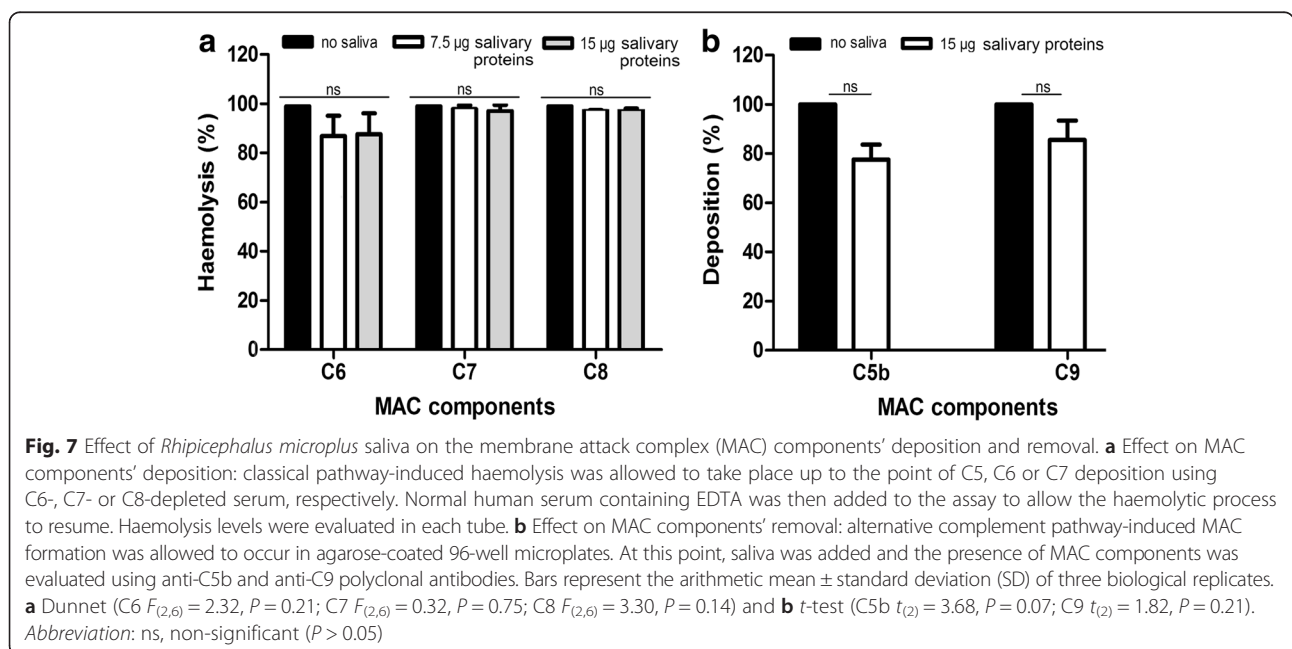 a
no saliva 7.5 µg salivary proteins 15 µg salivary proteins
120
100
80
60
40
20
0
Haemolysis (%)
ns ns ns
C6 C7 C8
MAC components
b
no saliva 15 µg salivary proteins
120
100
80
60
40
20
0
Deposition (%)
ns ns
C5b C9
MAC components
Fig. 7 Effect of Rhipicephalus microplus saliva on the membrane attack complex (MAC) components’ deposition and removal. a Effect on MAC
components’ deposition: classical pathway-induced haemolysis was allowed to take place up to the point of C5, C6 or C7 deposition using
C6-, C7- or C8-depleted serum, respectively. Normal human serum containing EDTA was then added to the assay to allow the haemolytic process
to resume. Haemolysis levels were evaluated in each tube. b Effect on MAC components’ removal: alternative complement pathway-induced MAC
formation was allowed to occur in agarose-coated 96-well microplates. At this point, saliva was added and the presence of MAC components was
evaluated using anti-C5b and anti-C9 polyclonal antibodies. Bars represent the arithmetic mean ± standard deviation (SD) of three biological replicates.
a Dunnet (C6 F(2,6) = 2.32, P = 0.21; C7 F(2,6) = 0.32, P = 0.75; C8 F(2,6) = 3.30, P = 0.14) and b t-test (C5b t(2) = 3.68, P = 0.07; C9 t(2) = 1.82, P = 0.21).
Abbreviation: ns, non-significant (P > 0.05)